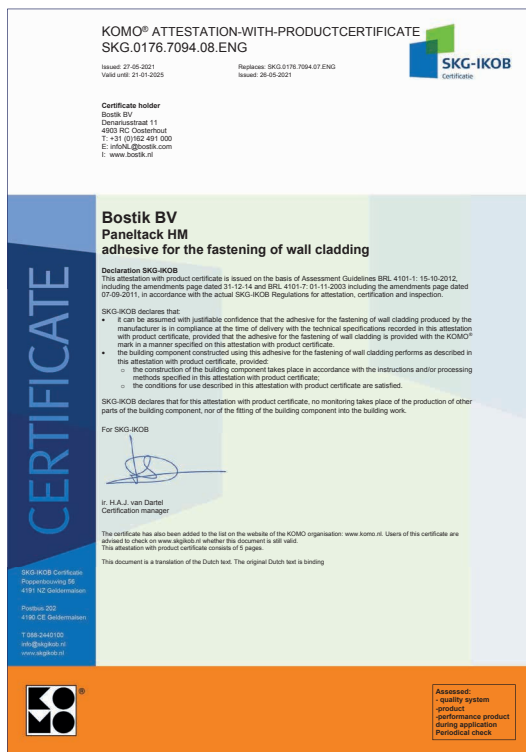 KOMO® ATTESTATION-WITH-PRODUCTCERTIFICATE
SKG.0176.7094.08.ENG
SKG-IKOB
Certificatie
Issued: 27-05-2021
Replaces: SKG.0176.7094.07.ENG
Valid until: 21-01-2025
Issued: 26-05-2021
Certificate holder
Bostik BV
Denariusstraat 11
4903 RC Oosterhout
T: +31 (0)162 491 000
E: infoNL@bostik.com
I: www.bostik.nl
CERTIFICATE
Bostik BV
Paneltack HM
adhesive for the fastening of wall cladding
Declaration SKG-IKOB
This attestation with product certificate is issued on the basis of Assessment Guidelines BRL 4101-1: 15-10-2012,
including the amendments page dated 31-12-14 and BRL 4101-7: 01-11-2003 including the amendments page dated
07-09-2011, in accordance with the actual SKG-IKOB Regulations for attestation, certification and inspection.
SKG-IKOB declares that:
• it can be assumed with justifiable confidence that the adhesive for the fastening of wall cladding produced by the
manufacturer is in compliance at the time of delivery with the technical specifications recorded in this attestation
with product certificate, provided that the adhesive for the fastening of wall cladding is provided with the KOMO®
mark in a manner specified on this attestation with product certificate.
• the building component constructed using this adhesive for the fastening of wall cladding performs as described in
this attestation with product certificate, provided:
○ the construction of the building component takes place in accordance with the instructions and/or processing
methods specified in this attestation with product certificate;
○ the conditions for use described in this attestation with product certificate are satisfied.
SKG-IKOB declares that for this attestation with product certificate, no monitoring takes place of the production of other
parts of the building component, nor of the fitting of the building component into the building work.
For SKG-IKOB
ir. H.A.J. van Dartel
Certification manager
The certificate has also been added to the list on the website of the KOMO organisation: www.komo.nl. Users of this certificate are
advised to check on www.skgikob.nl whether this document is still valid.
This attestation with product certificate consists of 5 pages.
This document is a translation of the Dutch text. The original Dutch text is binding
SKG-IKOB Certificatie
Poppenbouwing 56
4191 NZ Geldermalsen
Postbus 202
4190 CE Geldermalsen
T 088-2440100
info@skgikob.nl
www.skgikob.nl
KOMO®
Assessed:
- quality system
-product
-performance product
during application
Periodical check